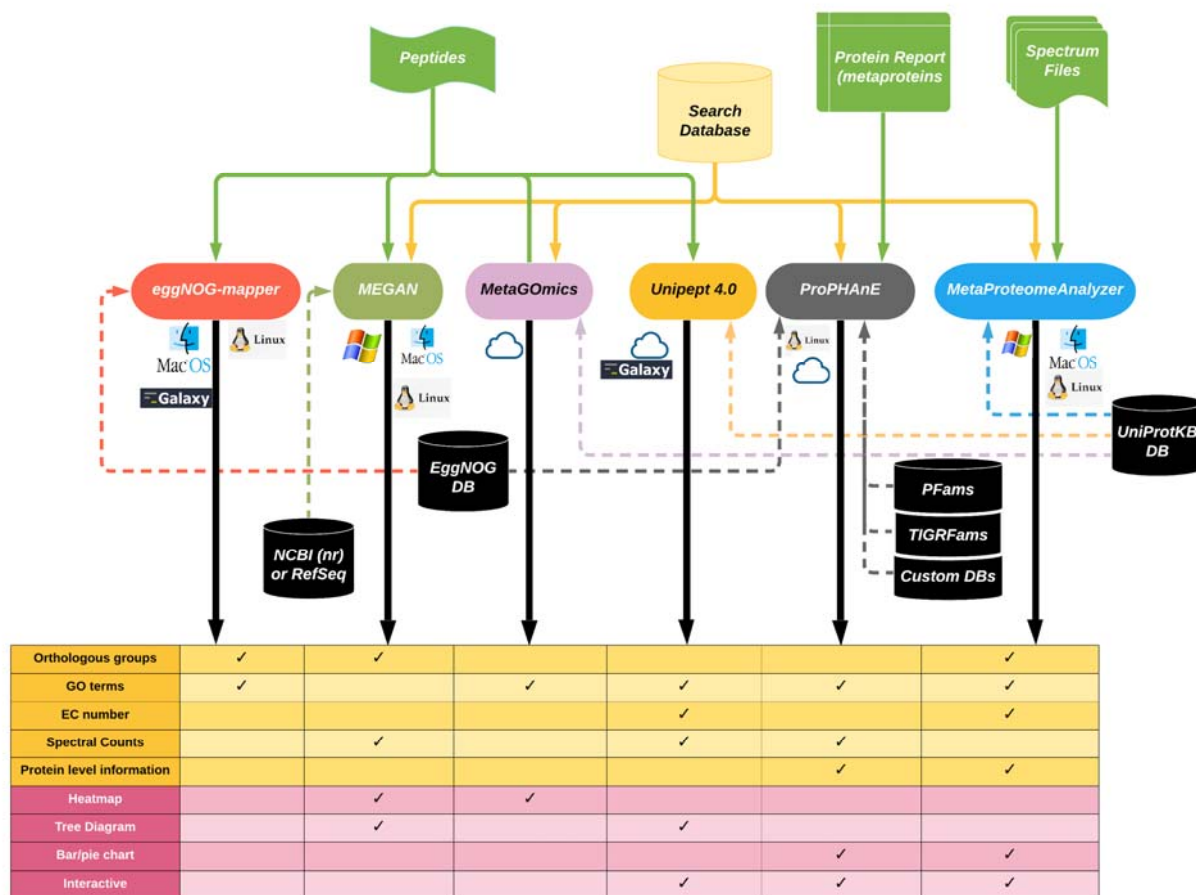 Peptides
Search
Database
Protein Report
(metaproteins
Spectrum
Files
eggNOG-mapper
MEGAN
MetaGOmics
Unipept 4.0
ProPHAnE
MetaProteomeAnalyzer
Mac OS
Linux
Galaxy
Mac OS
Linux
Galaxy
Linux
Mac OS
Linux
EggNOG
DB
UniProtKB
DB
NCBI (nr)
or RefSeq
PFams
TIGRFams
Custom DBs
Orthologous groups ✓ ✓ ✓
GO terms ✓ ✓ ✓ ✓ ✓
EC number ✓ ✓
Spectral Counts ✓ ✓ ✓
Protein level information ✓ ✓
Heatmap ✓ ✓
Tree Diagram ✓ ✓
Bar/pie chart ✓ ✓
Interactive ✓ ✓ ✓